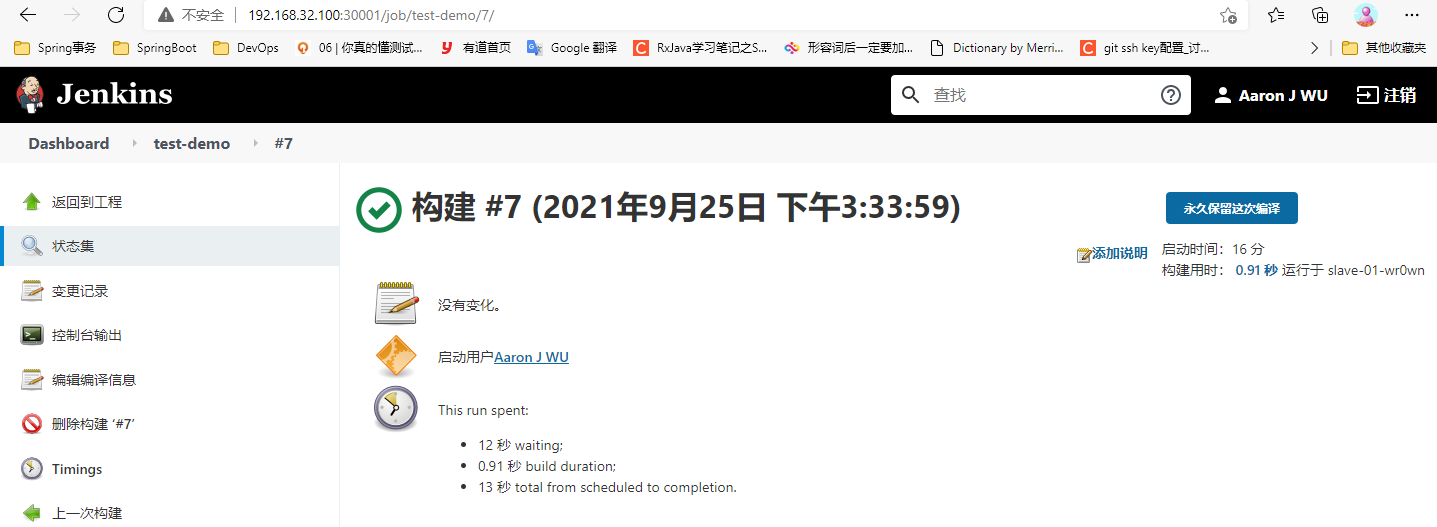 不安全 192.168.32.100:30001/job/test-demo/7/
Spring事务 SpringBoot DevOps 06 | 你真的懂测试... 有道首页 Google 翻译 RxJava学习笔记之S... 形容词后一定要加... Dictionary by Merri... git ssh key配置_讨... 其他收藏夹
Jenkins 查找 Aaron J WU 注销
Dashboard test-demo #7
返回到工程
状态集
变更记录
控制台输出
编辑编译信息
删除构建 ‘#7’
Timings
上一次构建
构建 #7 (2021年9月25日 下午3:33:59)
永久保留这次编译
添加说明
启动时间：16 分
构建用时： 0.91 秒 运行于 slave-01-wr0wn
没有变化。
启动用户Aaron J WU
This run spent:
12 秒 waiting;
0.91 秒 build duration;
13 秒 total from scheduled to completion.